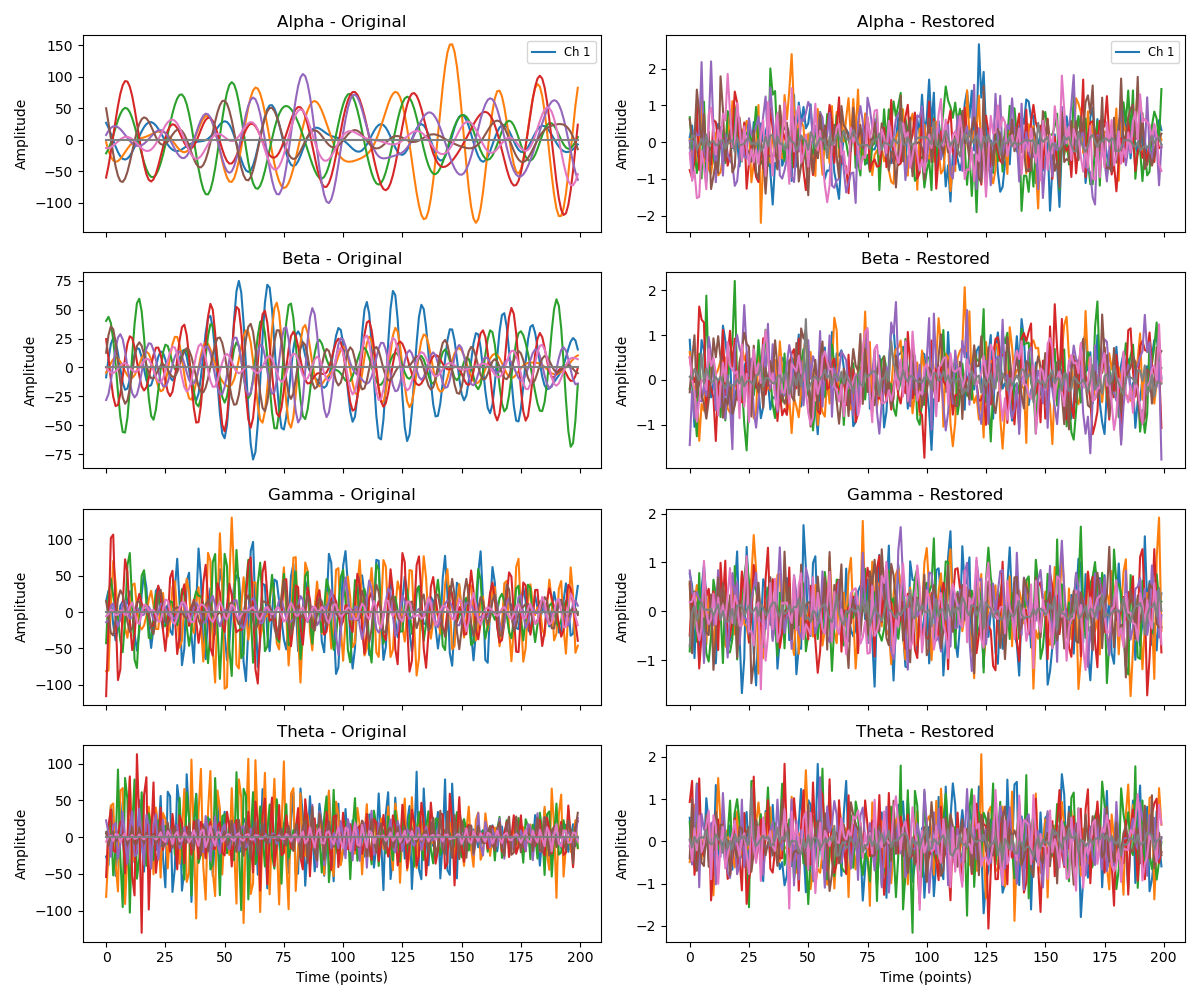 Alpha - Original
Alpha - Restored
Amplitude
150
100
50
0
−50
−100
Ch 1
Amplitude
2
1
0
−1
−2
Ch 1
Beta - Original
Beta - Restored
Amplitude
75
50
25
0
−25
−50
−75
Amplitude
2
1
0
−1
Gamma - Original
Gamma - Restored
Amplitude
100
50
0
−50
−100
Amplitude
2
1
0
−1
Theta - Original
Theta - Restored
Amplitude
100
50
0
−50
−100
0 25 50 75 100 125 150 175 200
Time (points)
Amplitude
2
1
0
−1
−2
0 25 50 75 100 125 150 175 200
Time (points)